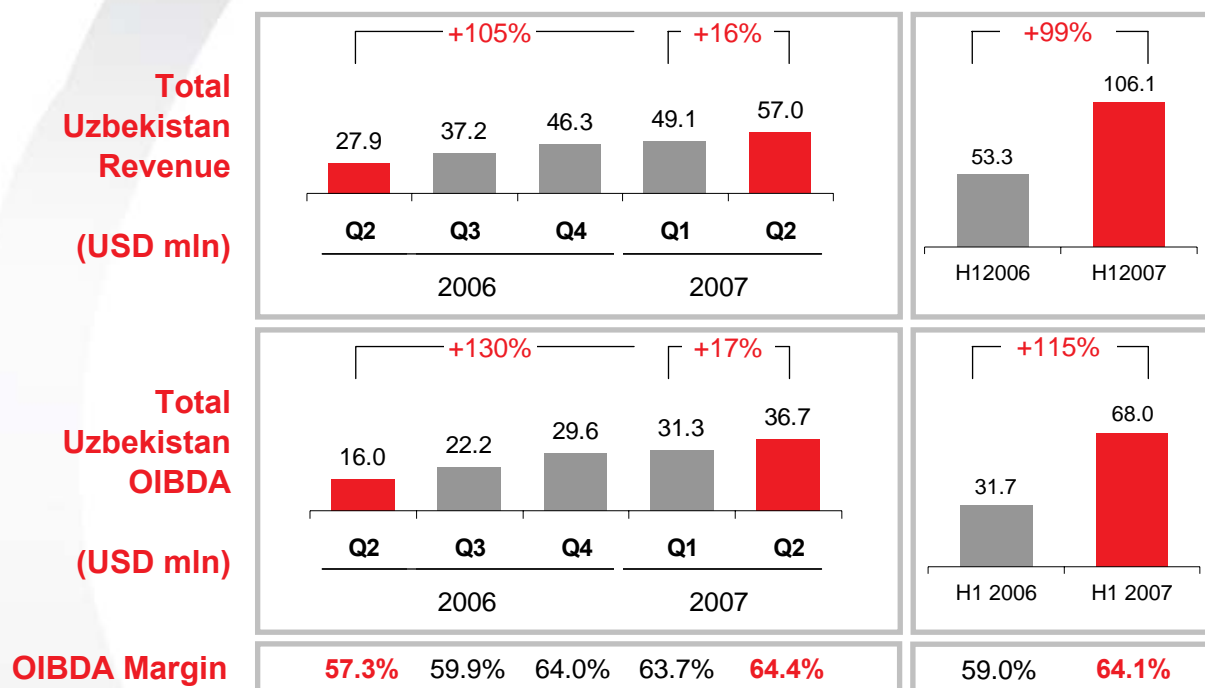 Total
Uzbekistan
Revenue
(USD mln)
+105%
+16%
27.9 37.2 46.3 49.1 57.0
Q2 Q3 Q4 Q1 Q2
2006 2007
+99%
53.3 106.1
H12006 H12007
Total
Uzbekistan
OIBDA
(USD mln)
+130%
+17%
16.0 22.2 29.6 31.3 36.7
Q2 Q3 Q4 Q1 Q2
2006 2007
+115%
31.7 68.0
H1 2006 H1 2007
OIBDA Margin 57.3% 59.9% 64.0% 63.7% 64.4% 59.0% 64.1%